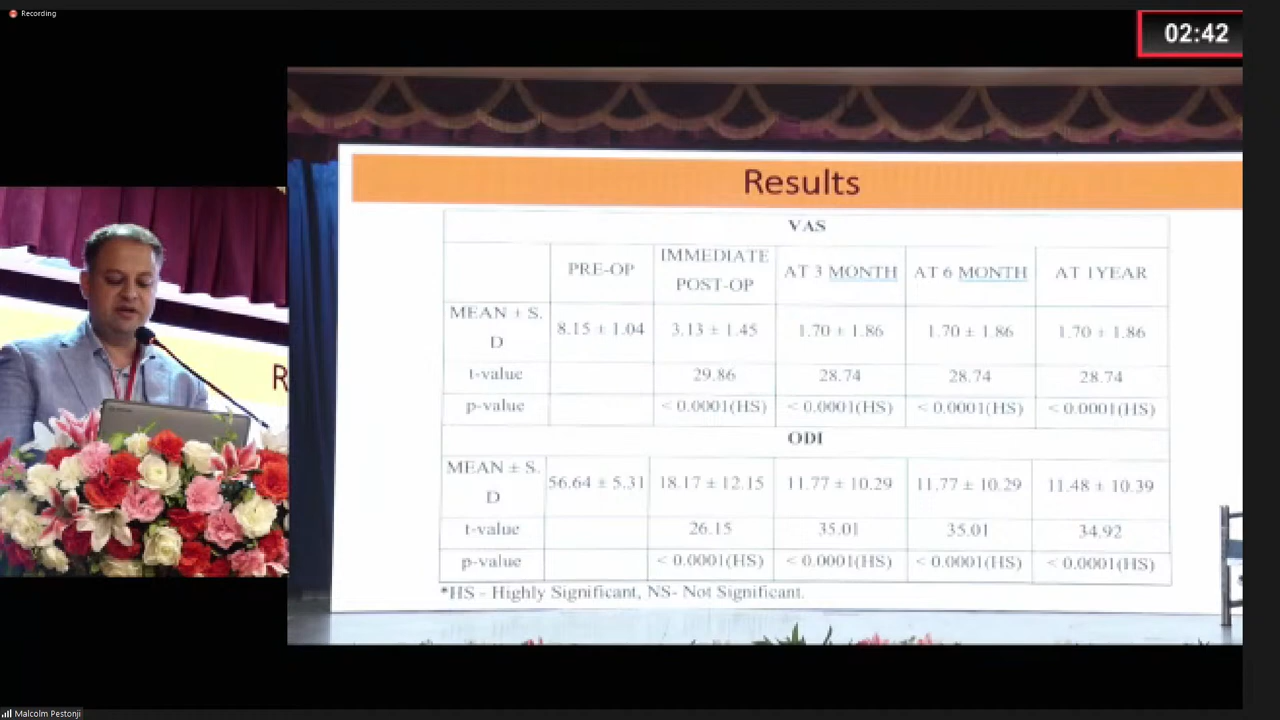 Recording
02:42
Results
VAS
PRE-OP IMMEDIATE POST-OP AT 3 MONTH AT 6 MONTH AT 1YEAR
MEAN ± S. D 8.15 ± 1.04 3.13 ± 1.45 1.70 ± 1.86 1.70 ± 1.86 1.70 ± 1.86
t-value 29.86 28.74 28.74 28.74
p-value < 0.0001(HS) < 0.0001(HS) < 0.0001(HS) < 0.0001(HS)
ODI
MEAN ± S. D 56.64 ± 5.31 18.17 ± 12.15 11.77 ± 10.29 11.77 ± 10.29 11.48 ± 10.39
t-value 26.15 35.01 35.01 34.92
p-value < 0.0001(HS) < 0.0001(HS) < 0.0001(HS) < 0.0001(HS)
*HS - Highly Significant, NS- Not Significant.
R
Malcolm Pestonji